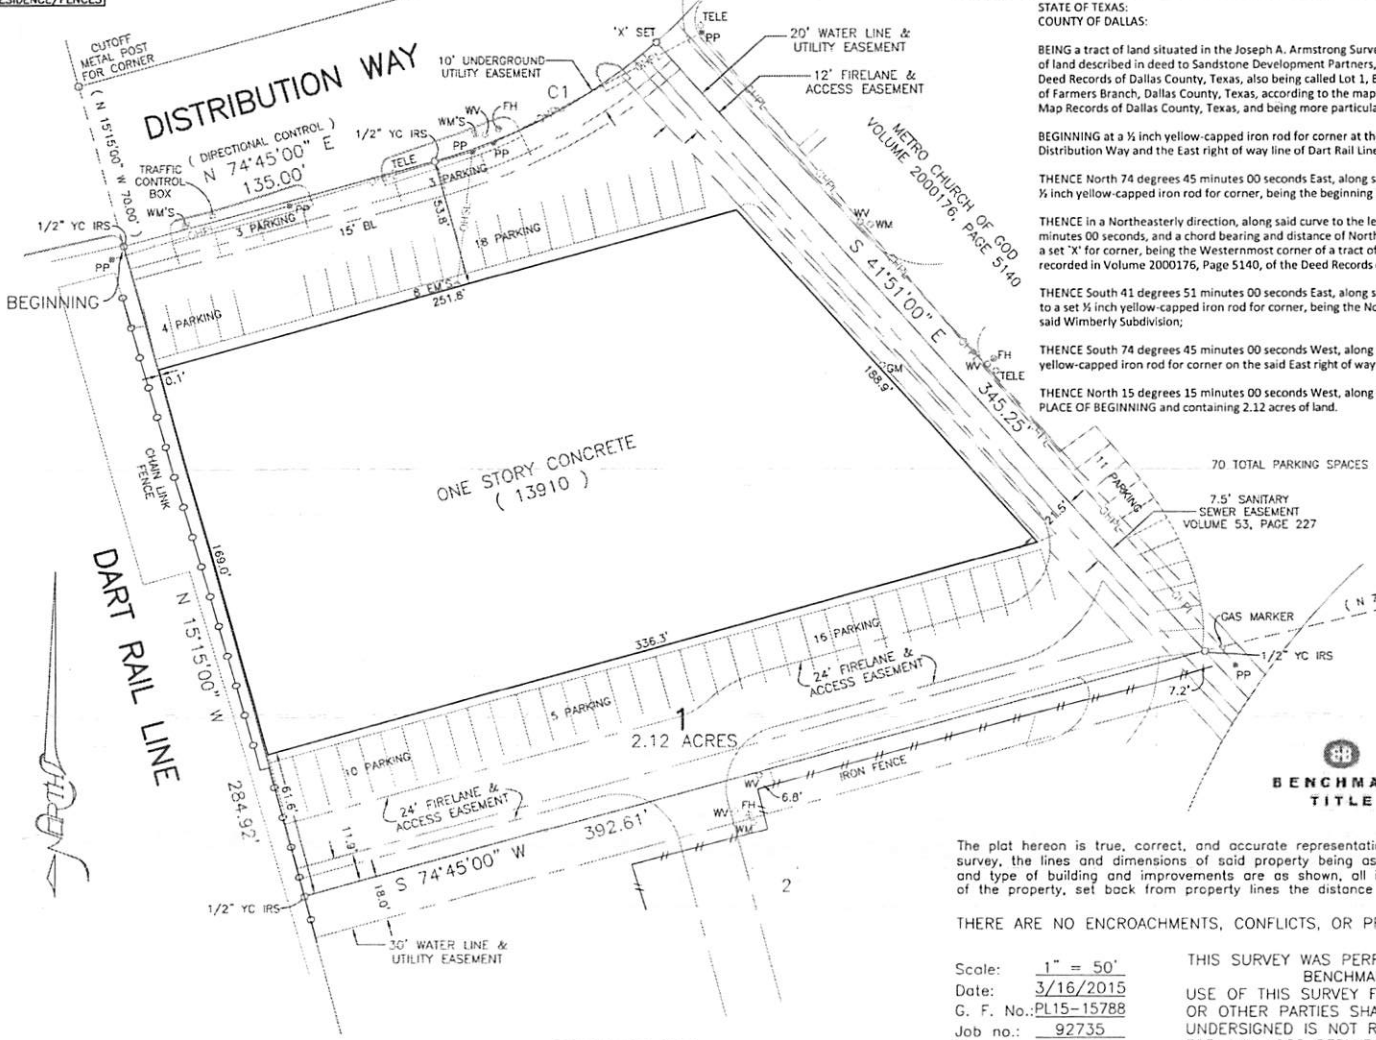 RESIDENCE/FENCES
CUTOFF
METAL POST
FOR CORNER
( N 15°15'00" W 70.00' )
DISTRIBUTION WAY
( DIRECTIONAL CONTROL )
N 74°45'00" E
135.00'
TRAFFIC
CONTROL
BOX
WM'S
1/2" YC IRS
PP
BEGINNING
3 PARKING
PP
15' BL
1/2" YC IRS
TELE
3 PARKING
PP
WM'S
WV
FH
PP
C1
10' UNDERGROUND
UTILITY EASEMENT
'X' SET
TELE
PP
20' WATER LINE &
UTILITY EASEMENT
12' FIRELANE &
ACCESS EASEMENT
METRO CHURCH OF GOD
VOLUME 2000176, PAGE 5140
WV
WM
S 41°51'00" E
345.25'
FH
WV
TELE
53.8'
18 PARKING
8 EM'S
251.8'
4 PARKING
0.1'
CHAIN LINK
FENCE
169.0'
DART RAIL LINE
N 15°15'00" W
284.92'
ONE STORY CONCRETE
( 13910 )
GM
188.9'
21.5'
11 PARKING
70 TOTAL PARKING SPACES
7.5' SANITARY
SEWER EASEMENT
VOLUME 53, PAGE 227
GAS MARKER
( N 7
1/2" YC IRS
PP
7.2'
336.3'
16 PARKING
24' FIRELANE &
ACCESS EASEMENT
5 PARKING
1
2.12 ACRES
10 PARKING
61.6'
24' FIRELANE &
ACCESS EASEMENT
IRON FENCE
WV
6.8'
FH
WV
WM
11.9'
S 74°45'00" W
392.61'
18.0'
1/2" YC IRS
2
30' WATER LINE &
UTILITY EASEMENT
STATE OF TEXAS:
COUNTY OF DALLAS:
BEING a tract of land situated in the Joseph A. Armstrong Surve
of land described in deed to Sandstone Development Partners,
Deed Records of Dallas County, Texas, also being called Lot 1, B
of Farmers Branch, Dallas County, Texas, according to the map
Map Records of Dallas County, Texas, and being more particula
BEGINNING at a ½ inch yellow-capped iron rod for corner at the
Distribution Way and the East right of way line of Dart Rail Line
THENCE North 74 degrees 45 minutes 00 seconds East, along s
½ inch yellow-capped iron rod for corner, being the beginning
THENCE in a Northeasterly direction, along said curve to the le
minutes 00 seconds, and a chord bearing and distance of North
a set 'X' for corner, being the Westernmost corner of a tract of
recorded in Volume 2000176, Page 5140, of the Deed Records
THENCE South 41 degrees 51 minutes 00 seconds East, along s
to a set ½ inch yellow-capped iron rod for corner, being the No
said Wimberly Subdivision;
THENCE South 74 degrees 45 minutes 00 seconds West, along
yellow-capped iron rod for corner on the said East right of way
THENCE North 15 degrees 15 minutes 00 seconds West, along
PLACE OF BEGINNING and containing 2.12 acres of land.
BENCHMA
TITLE
The plat hereon is true, correct, and accurate representati
survey, the lines and dimensions of said property being as
and type of building and improvements are as shown, all i
of the property, set back from property lines the distance
THERE ARE NO ENCROACHMENTS, CONFLICTS, OR PR
Scale: 1" = 50'
Date: 3/16/2015
G. F. No.: PL15-15788
Job no.: 92735
THIS SURVEY WAS PERF
BENCHMA
USE OF THIS SURVEY F
OR OTHER PARTIES SHA
UNDERSIGNED IS NOT R